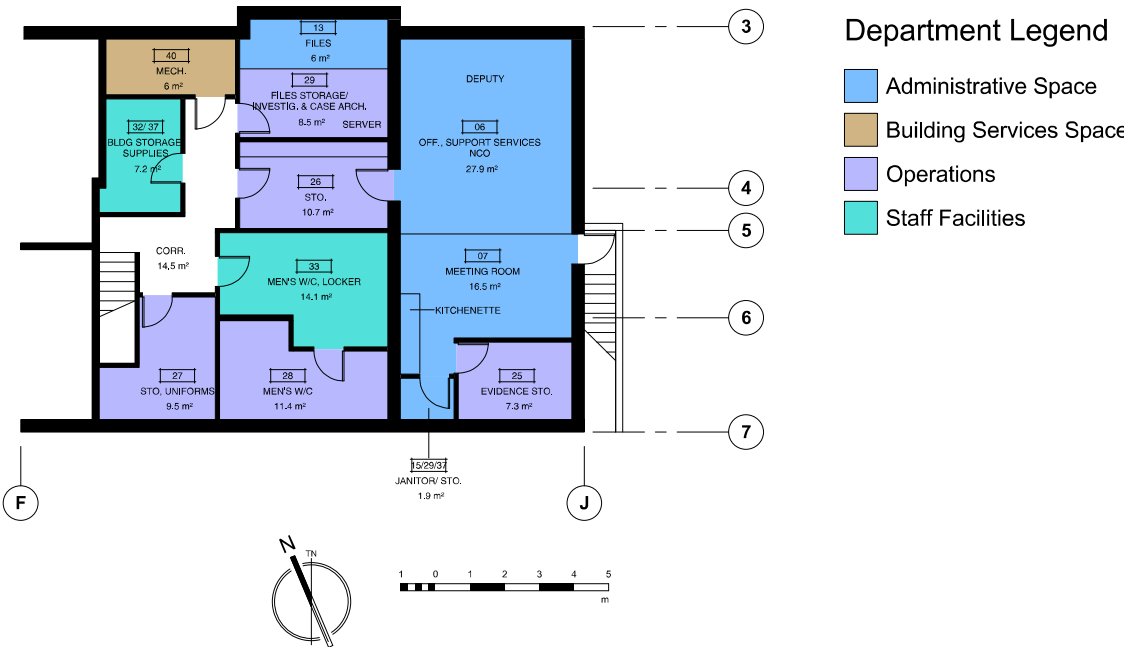 13
FILES
6 m²
29
FILES STORAGE/
INVESTIG. & CASE ARCH.
8.5 m²
SERVER
40
MECH.
6 m²
32/ 37
BLDG STORAGE
SUPPLIES
7.2 m²
26
STO.
10.7 m²
DEPUTY
06
OFF., SUPPORT SERVICES
NCO
27.9 m²
CORR.
14.5 m²
33
MEN'S W/C, LOCKER
14.1 m²
07
MEETING ROOM
16.5 m²
KITCHENETTE
27
STO, UNIFORMS
9.5 m²
28
MEN'S W/C
11.4 m²
25
EVIDENCE STO.
7.3 m²
15/29/37
JANITOR/ STO.
1.9 m²
3
4
5
6
7
F
J
N
TN
1 0 1 2 3 4 5
m
Department Legend
Administrative Space
Building Services Space
Operations
Staff Facilities